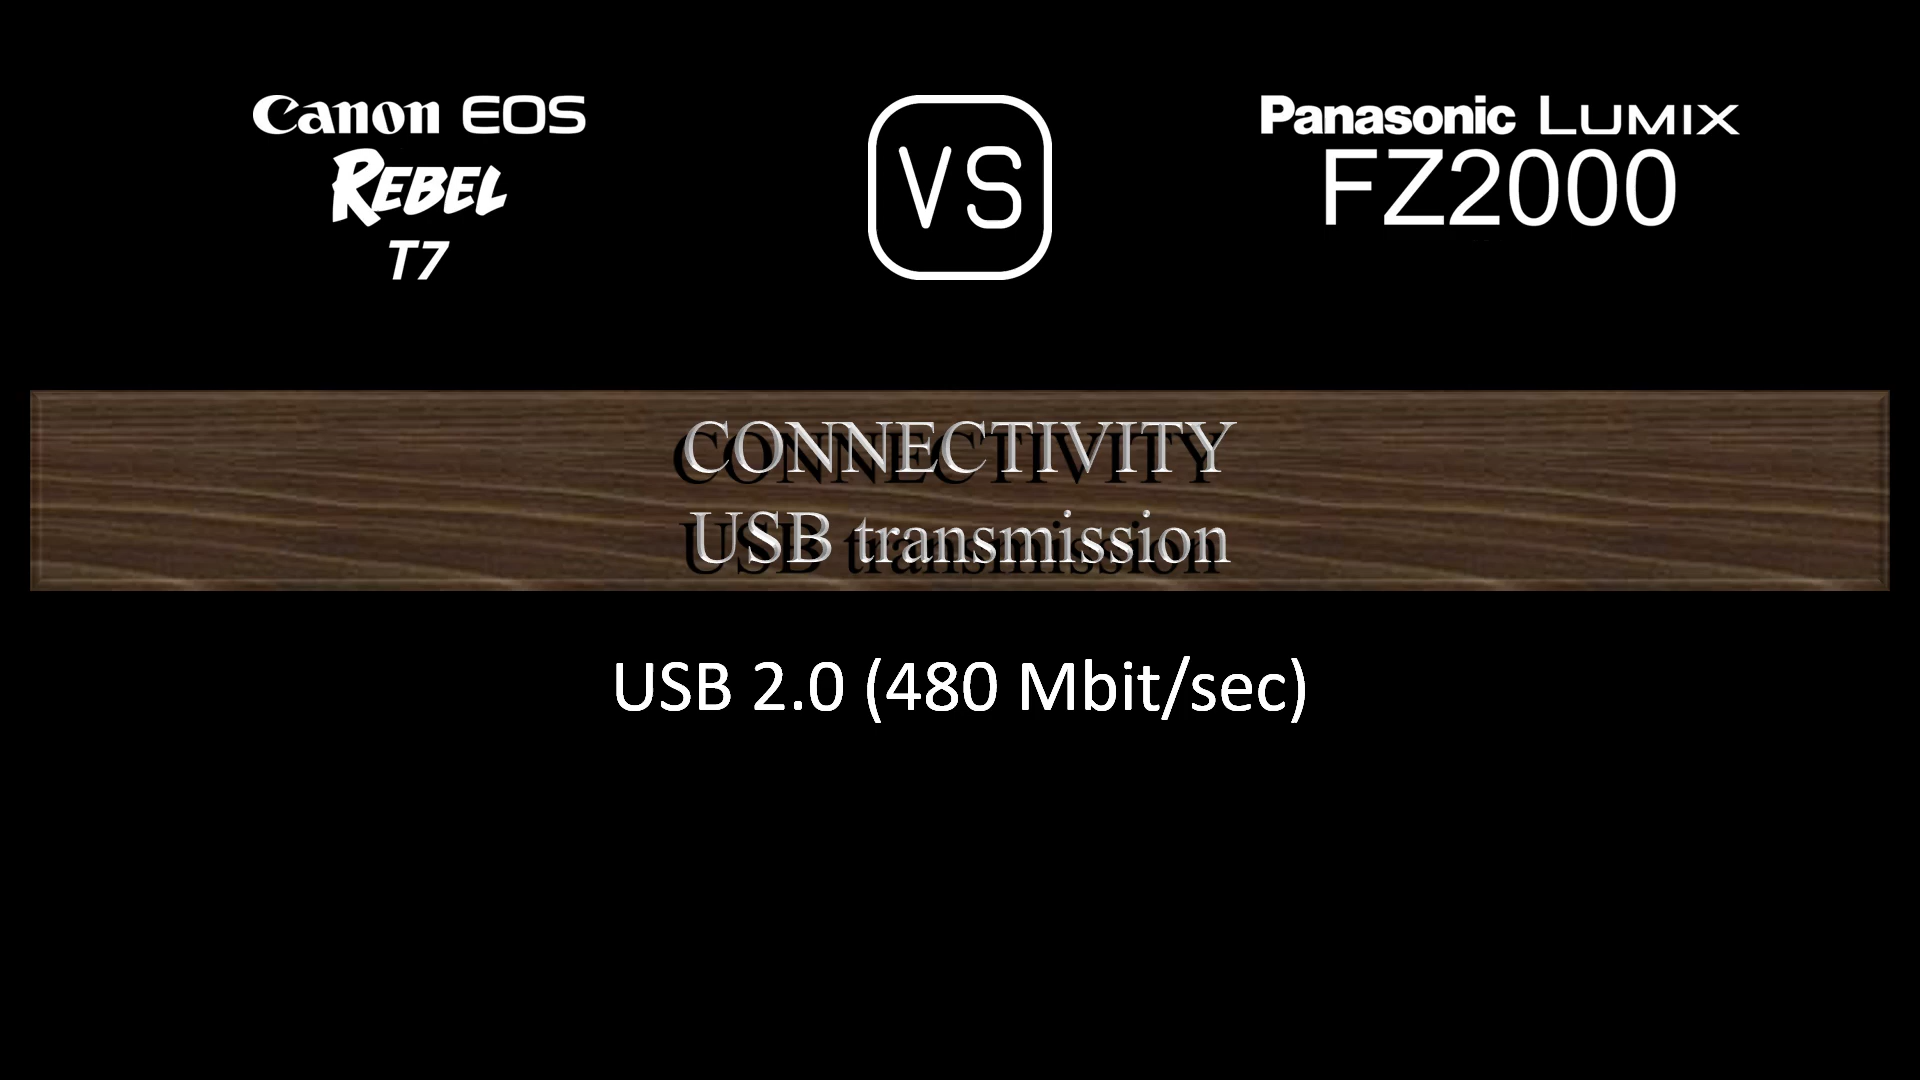 Canon EOS
REBEL
T7
VS
Panasonic LUMIX
FZ2000
CONNECTIVITY
USB transmission
USB 2.0 (480 Mbit/sec)